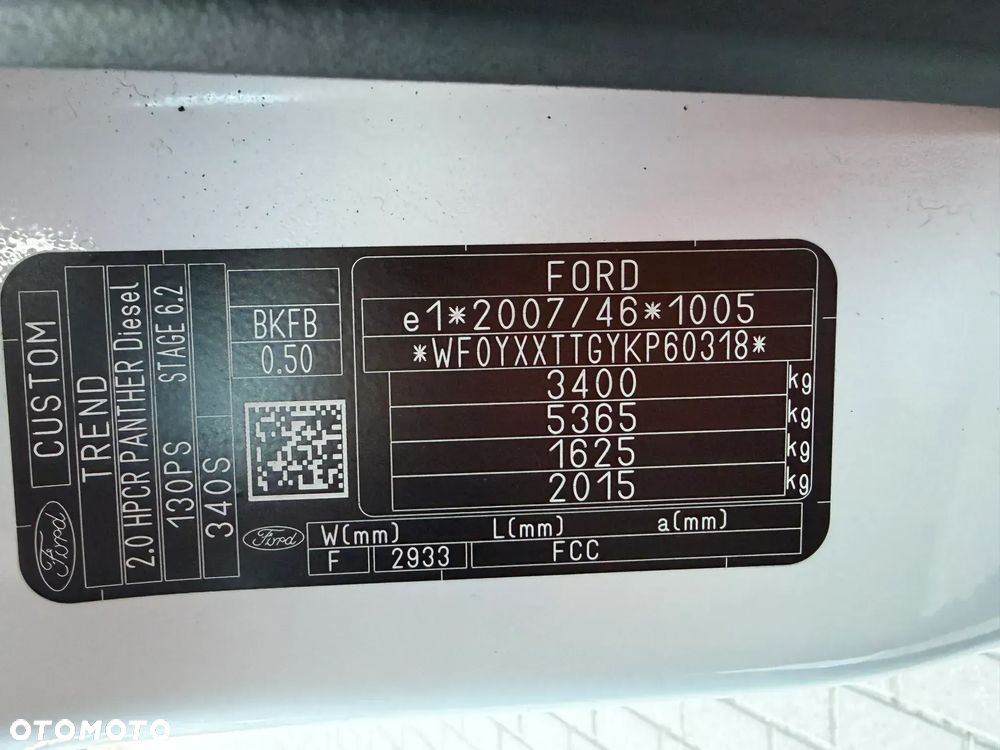 CUSTOM
TREND
2.0 HPCR PANTHER Diesel
130PS STAGE 6.2
340S
BKFB
0.50
Ford
Ford
FORD
e1*2007/46*1005
*WF0YXXTTGYKP60318*
3400 kg
5365 kg
1625 kg
2015 kg
W(mm) L(mm) a(mm)
F 2933 FCC
OTOMOTO